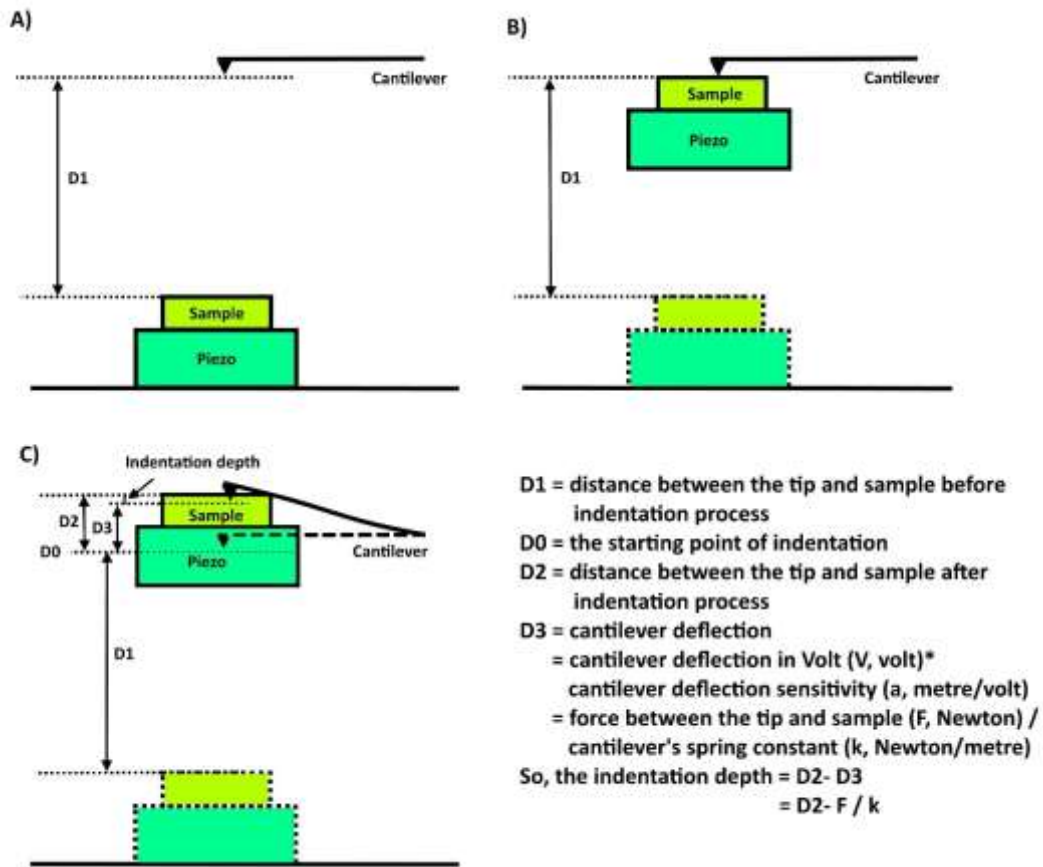 A)
Cantilever
D1
Sample
Piezo
B)
Cantilever
Sample
Piezo
D1
C)
Indentation depth
D2
D3
Sample
D0
Piezo
Cantilever
D1
D1 = distance between the tip and sample before
indentation process
D0 = the starting point of indentation
D2 = distance between the tip and sample after
indentation process
D3 = cantilever deflection
= cantilever deflection in Volt (V, volt)*
cantilever deflection sensitivity (a, metre/volt)
= force between the tip and sample (F, Newton) /
cantilever's spring constant (k, Newton/metre)
So, the indentation depth = D2- D3
= D2- F / k